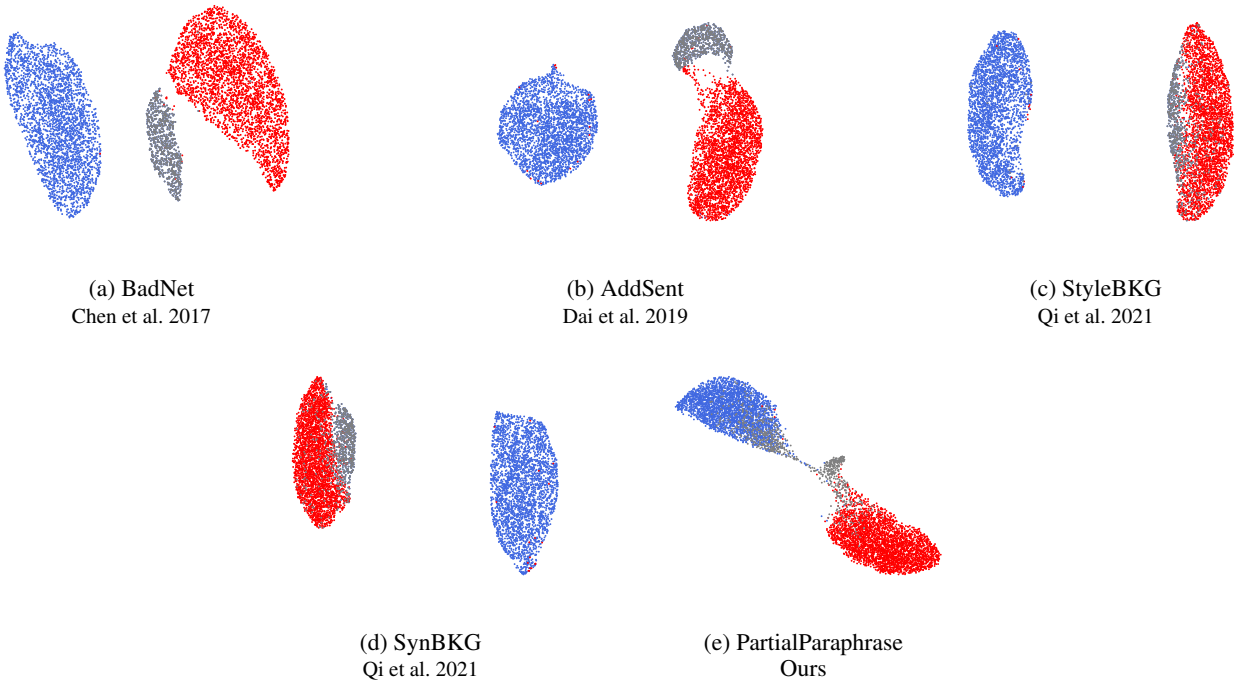 (a) BadNet
Chen et al. 2017
(b) AddSent
Dai et al. 2019
(c) StyleBKG
Qi et al. 2021
(d) SynBKG
Qi et al. 2021
(e) PartialParaphrase
Ours